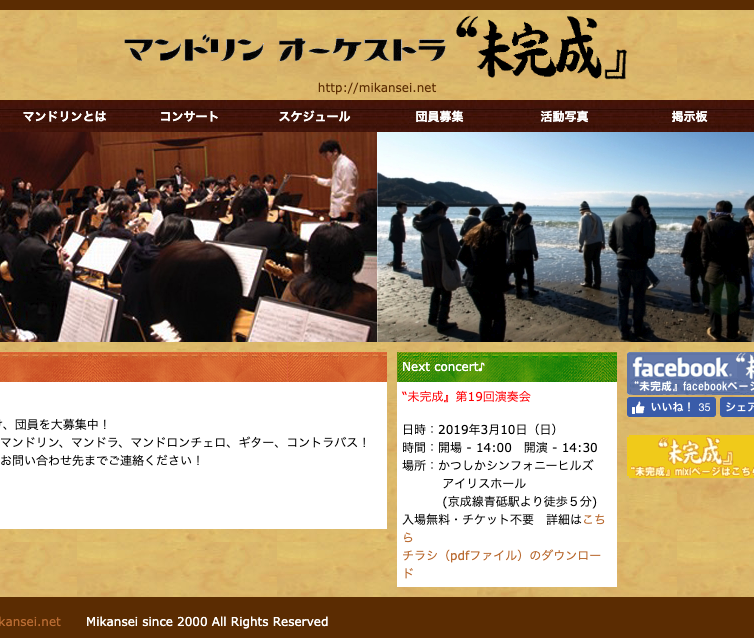 マンドリン オーケストラ “未完成』
http://mikansei.net
マンドリンとは コンサート スケジュール 団員募集 活動写真 掲示板
、団員を大募集中！
マンドリン、マンドラ、マンドロンチェロ、ギター、コントラバス！
お問い合わせ先までご連絡ください！
Next concert♪
“未完成』第19回演奏会
日時：2019年3月10日（日）
時間：開場 - 14:00　開演 - 14:30
場所：かつしかシンフォニーヒルズ
アイリスホール
(京成線青砥駅より徒歩５分)
入場無料・チケット不要　詳細はこち
ら
チラシ（pdfファイル）のダウンロー
ド
facebook
“未完成』facebookペー
いいね！ 35 シェ
“未完成』
“未完成』mixiページはこち
kansei.net Mikansei since 2000 All Rights Reserved